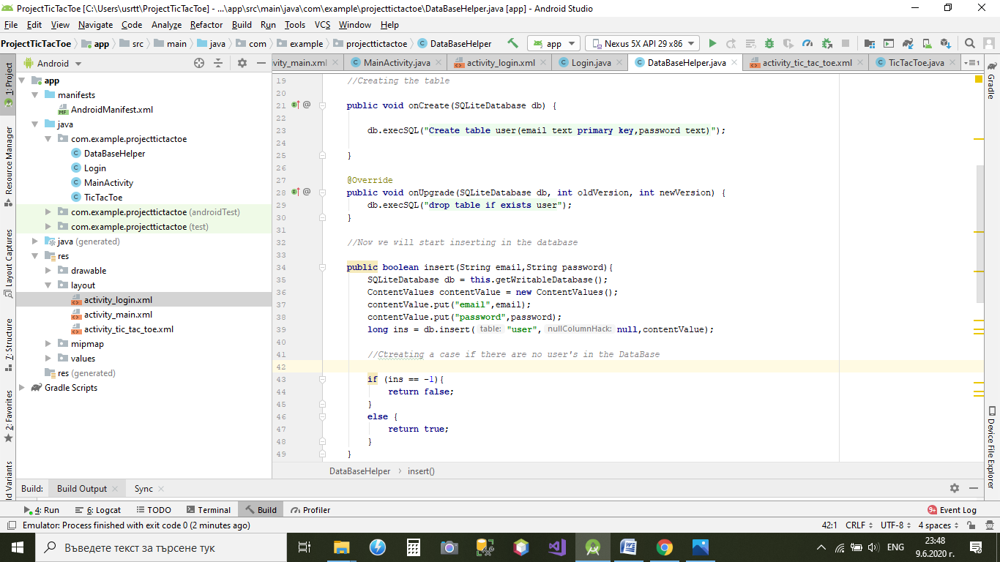 ProjectTicTacToe [C:\Users\usrtt\ProjectTicTacToe] - ...\app\src\main\java\com\example\projecttictactoe\DataBaseHelper.java [app] - Android Studio
File Edit View Navigate Code Analyze Refactor Build Run Tools VCS Window Help
ProjectTicTacToe app src main java com example projecttictactoe DataBaseHelper app Nexus 5X API 29 x86
1: Project
Resource Manager
Layout Captures
7: Structure
2: Favorites
ld Variants
Android
app
manifests
AndroidManifest.xml
java
com.example.projecttictactoe
DataBaseHelper
Login
MainActivity
TicTacToe
com.example.projecttictactoe (androidTest)
com.example.projecttictactoe (test)
java (generated)
res
drawable
layout
activity_login.xml
activity_main.xml
activity_tic_tac_toe.xml
mipmap
values
res (generated)
Gradle Scripts
vity_main.xml MainActivity.java activity_login.xml Login.java DataBaseHelper.java activity_tic_tac_toe.xml TicTacToe.java 1
19 //Creating the table
20
21 @ public void onCreate(SQLiteDatabase db) {
22
23 db.execSQL("Create table user(email text primary key,password text)");
24
25 }
26
27 @Override
28 @ public void onUpgrade(SQLiteDatabase db, int oldVersion, int newVersion) {
29 db.execSQL("drop table if exists user");
30 }
31
32 //Now we will start inserting in the database
33
34 public boolean insert(String email,String password){
35 SQLiteDatabase db = this.getWritableDatabase();
36 ContentValues contentValue = new ContentValues();
37 contentValue.put("email",email);
38 contentValue.put("password",password);
39 long ins = db.insert( table: "user", nullColumnHack: null,contentValue);
40
41 //Ctreating a case if there are no user's in the DataBase
42
43 if (ins == -1){
44 return false;
45 }
46 else {
47 return true;
48 }
49 }
DataBaseHelper insert()
Gradle
Device File Explorer
Build: Build Output Sync
4: Run 6: Logcat TODO Terminal Build Profiler 9+ Event Log
Emulator: Process finished with exit code 0 (2 minutes ago) 42:1 CRLF UTF-8 4 spaces
Въведете текст за търсене тук
ENG
23:48
9.6.2020 г.